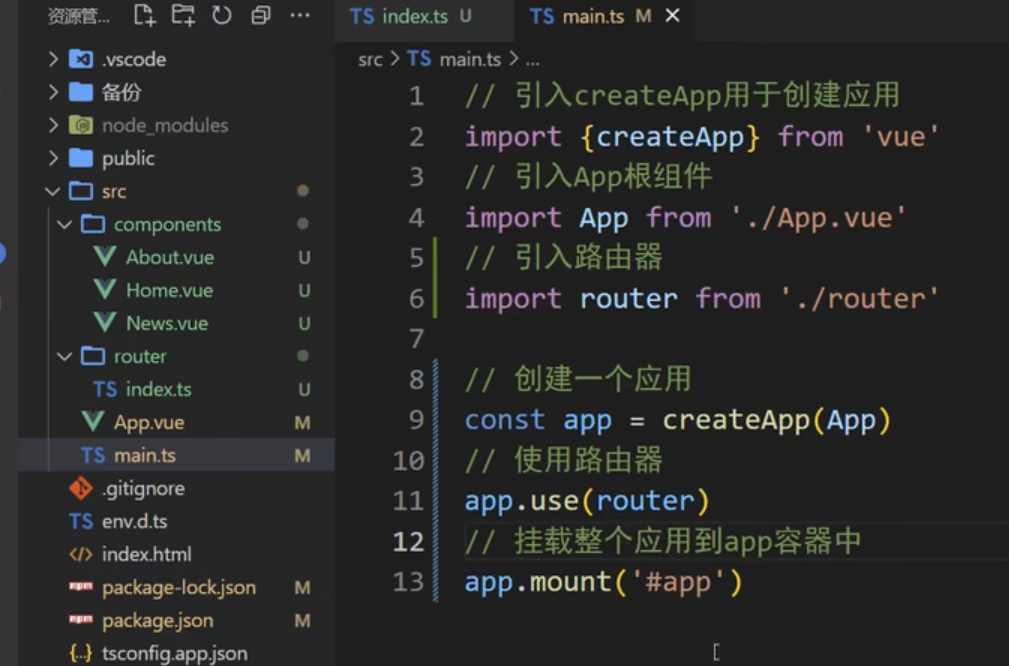 资源管...
.vscode
备份
node_modules
public
src
components
About.vue U
Home.vue U
News.vue U
router
TS index.ts U
App.vue M
TS main.ts M
.gitignore
TS env.d.ts
index.html
package-lock.json M
package.json M
{..} tsconfig.app.json
TS index.ts U
TS main.ts M
src > TS main.ts > ...
1 // 引入createApp用于创建应用
2 import {createApp} from 'vue'
3 // 引入App根组件
4 import App from './App.vue'
5 // 引入路由器
6 import router from './router'
7
8 // 创建一个应用
9 const app = createApp(App)
10 // 使用路由器
11 app.use(router)
12 // 挂载整个应用到app容器中
13 app.mount('#app')